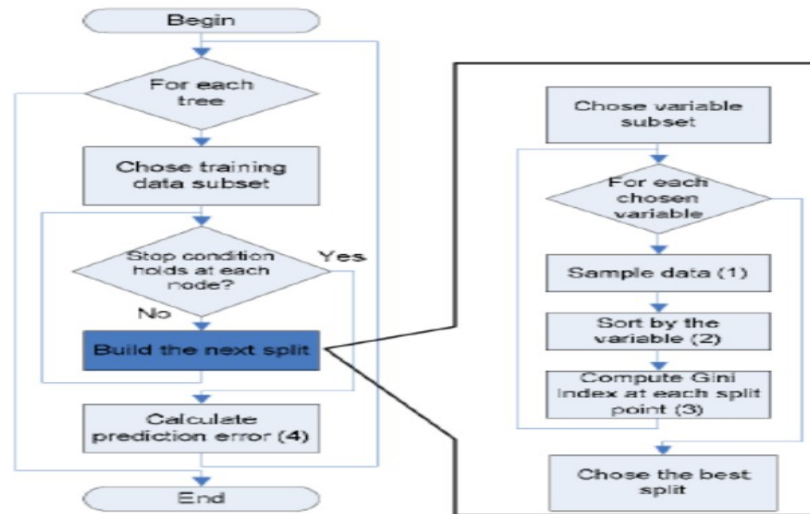 Begin
For each
tree
Chose training
data subset
Stop condition
holds at each
node?
Yes
No
Build the next split
Calculate
prediction error (4)
End
Chose variable
subset
For each
chosen
variable
Sample data (1)
Sort by the
variable (2)
Compute Gini
Index at each split
point (3)
Chose the best
split